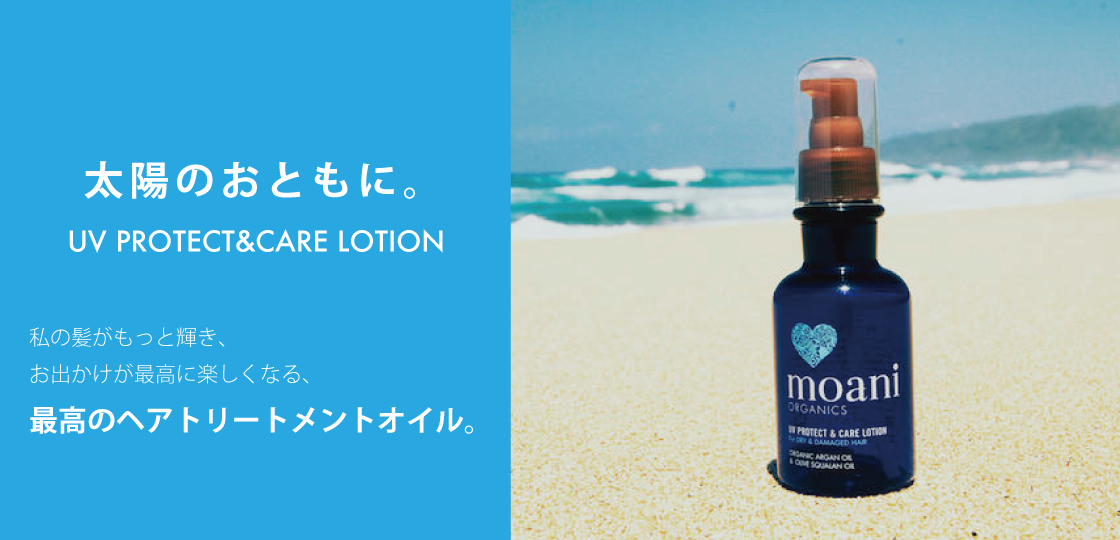 太陽のおともに。
UV PROTECT&CARE LOTION
私の髪がもっと輝き、
お出かけが最高に楽しくなる、
最高のヘアトリートメントオイル。
moani
ORGANICS
UV PROTECT & CARE LOTION
For DRY & DAMAGED HAIR
ORGANIC ARGAN OIL
& OLIVE SQUALAN OIL